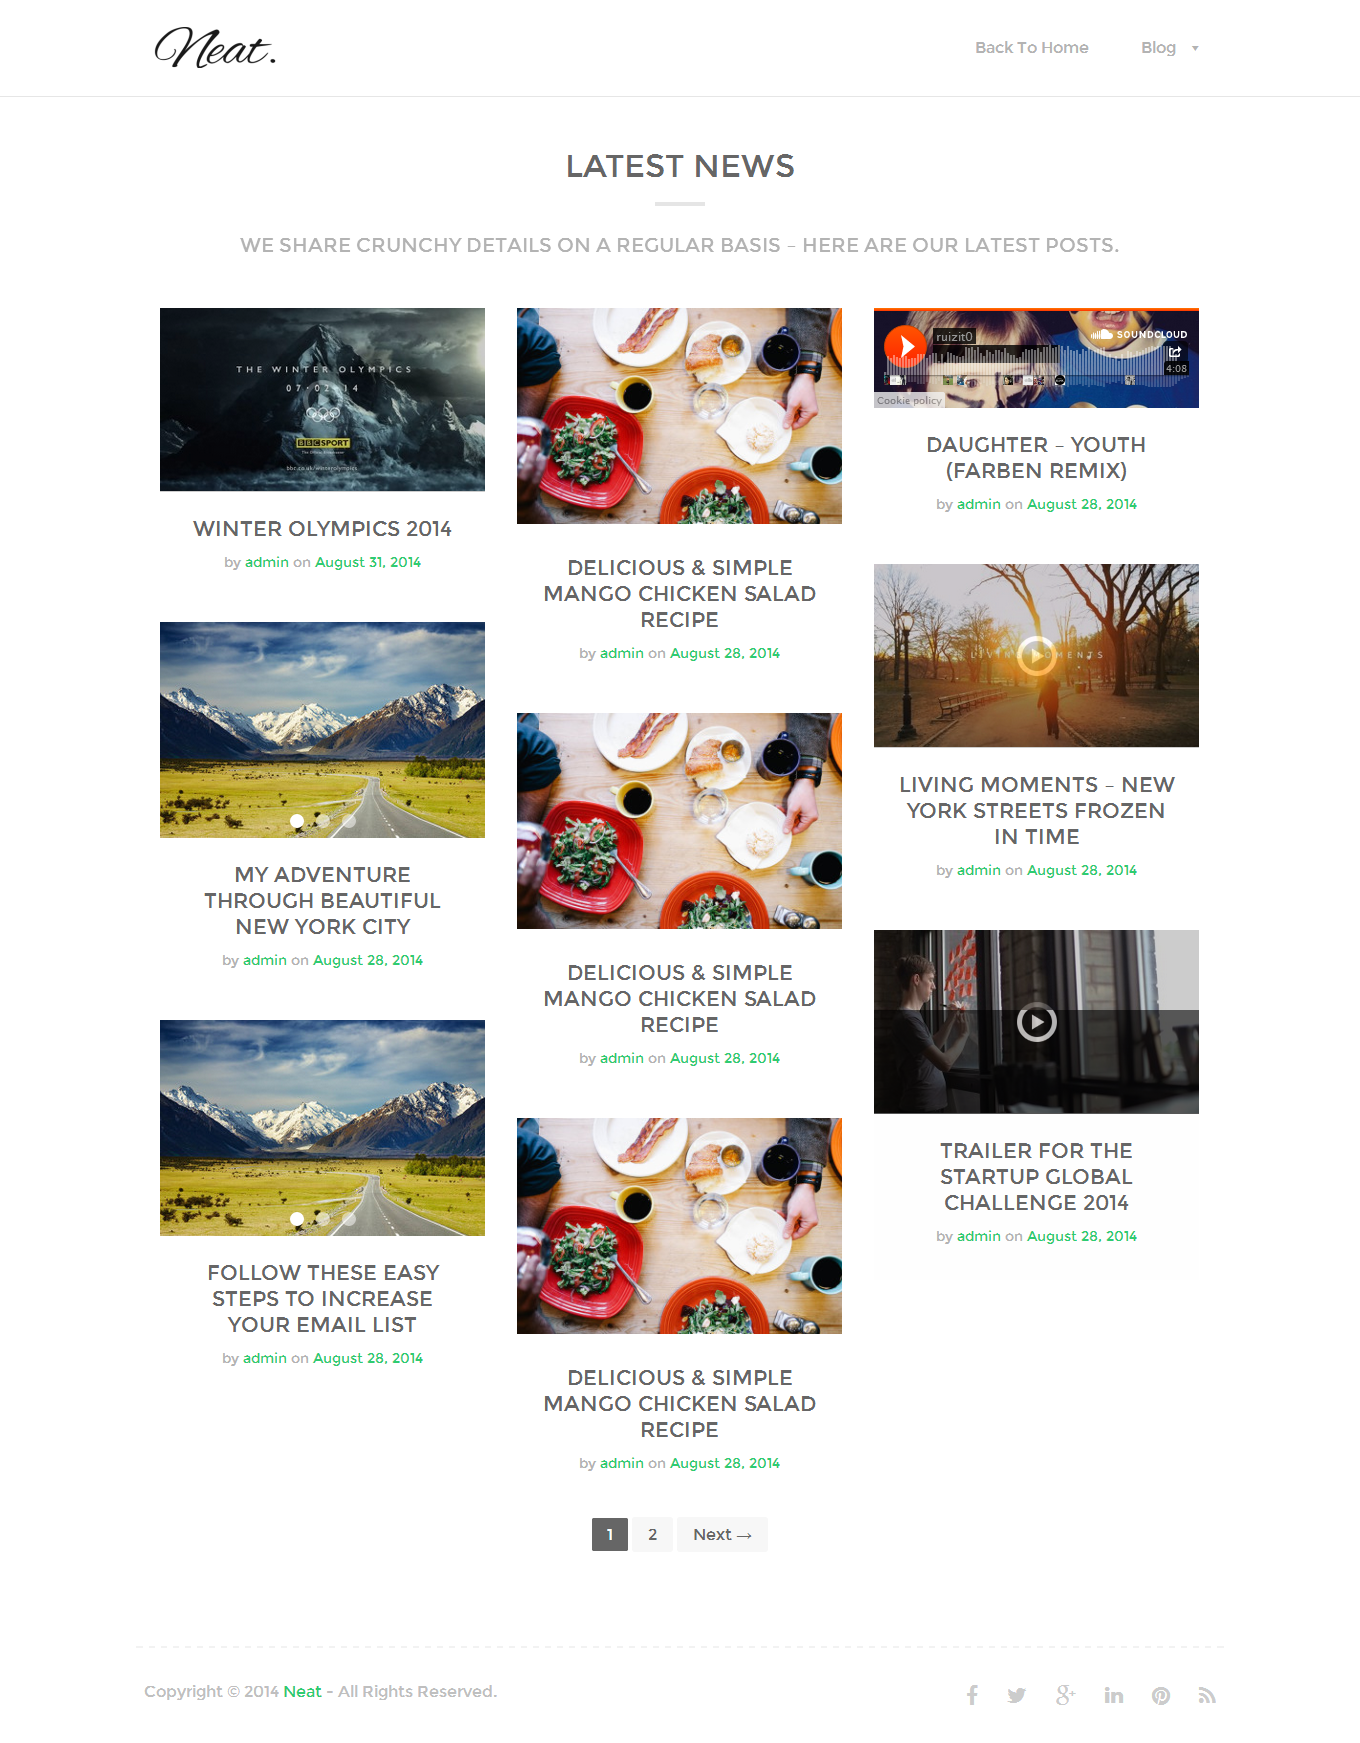 Neat.
Back To Home
Blog
LATEST NEWS
WE SHARE CRUNCHY DETAILS ON A REGULAR BASIS – HERE ARE OUR LATEST POSTS.
THE WINTER OLYMPICS
07·02·14
BBC SPORT
bbc.co.uk/winterolympics
WINTER OLYMPICS 2014
by admin on August 31, 2014
MY ADVENTURE
THROUGH BEAUTIFUL
NEW YORK CITY
by admin on August 28, 2014
FOLLOW THESE EASY
STEPS TO INCREASE
YOUR EMAIL LIST
by admin on August 28, 2014
DELICIOUS & SIMPLE
MANGO CHICKEN SALAD
RECIPE
by admin on August 28, 2014
DELICIOUS & SIMPLE
MANGO CHICKEN SALAD
RECIPE
by admin on August 28, 2014
DELICIOUS & SIMPLE
MANGO CHICKEN SALAD
RECIPE
by admin on August 28, 2014
ruizit0
SOUNDCLOUD
4:08
Cookie policy
DAUGHTER – YOUTH
(FARBEN REMIX)
by admin on August 28, 2014
LIVING MOMENTS
LIVING MOMENTS – NEW
YORK STREETS FROZEN
IN TIME
by admin on August 28, 2014
TRAILER FOR THE
STARTUP GLOBAL
CHALLENGE 2014
by admin on August 28, 2014
1 2 Next →
Copyright © 2014 Neat - All Rights Reserved.